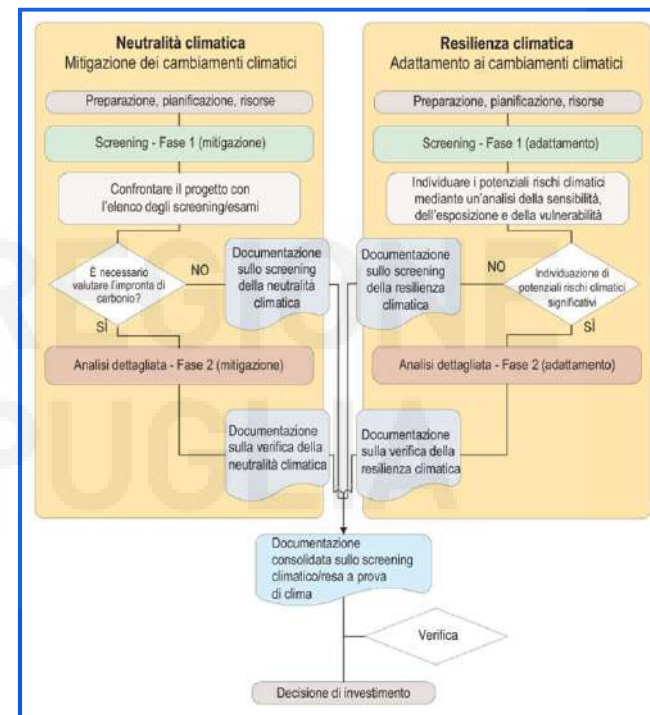 Neutralità climatica
Mitigazione dei cambiamenti climatici
Preparazione, pianificazione, risorse
Screening - Fase 1 (mitigazione)
Confrontare il progetto con
l'elenco degli screening/esami
È necessario
valutare l'impronta di
carbonio?
NO
SÌ
Documentazione
sullo screening
della neutralità
climatica
Analisi dettagliata - Fase 2 (mitigazione)
Documentazione
sulla verifica della
neutralità climatica
Resilienza climatica
Adattamento ai cambiamenti climatici
Preparazione, pianificazione, risorse
Screening - Fase 1 (adattamento)
Individuare i potenziali rischi climatici
mediante un'analisi della sensibilità,
dell'esposizione e della vulnerabilità
Documentazione
sullo screening
della resilienza
climatica
NO
Individuazione di
potenziali rischi climatici
significativi
SÌ
Analisi dettagliata - Fase 2 (adattamento)
Documentazione
sulla verifica della
resilienza climatica
Documentazione
consolidata sullo screening
climatico/resa a prova
di clima
Verifica
Decisione di investimento
REGIONE
PUGLIA